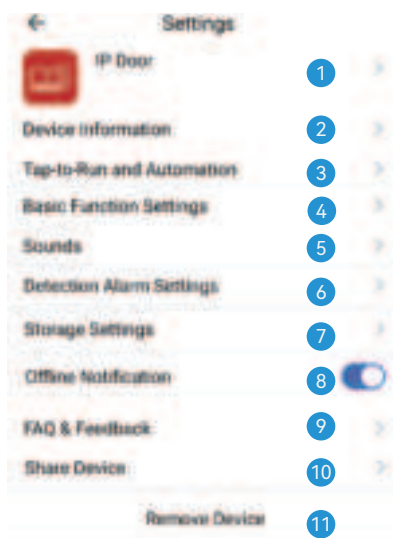 Settings
IP Door 1
Device Information 2
Tap-to-Run and Automation 3
Basic Function Settings 4
Sounds 5
Detection Alarm Settings 6
Storage Settings 7
Offline Notification 8
FAQ & Feedback 9
Share Device 10
Remove Device 11